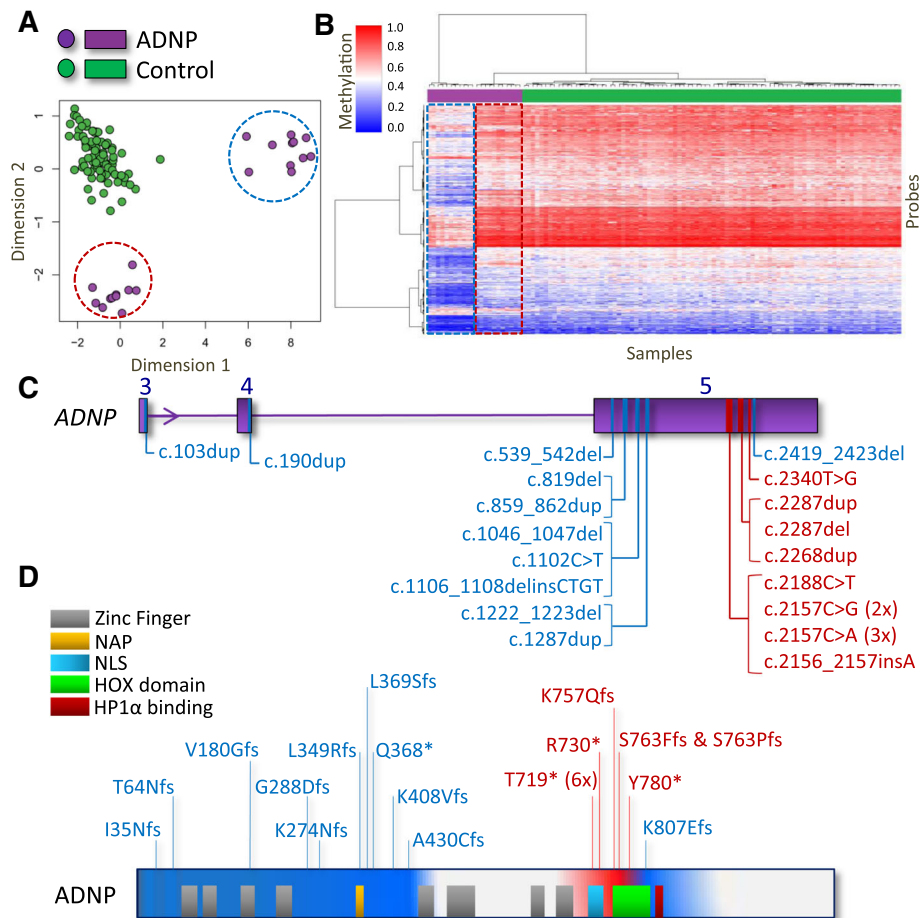 A
ADNP
Control
Dimension 2
1
0
−1
−2
−2 0 2 4 6 8
Dimension 1
B
Methylation
1.0
0.8
0.6
0.4
0.2
0.0
Probes
Samples
C
3 4 5
ADNP
c.103dup
c.190dup
c.539_542del
c.819del
c.859_862dup
c.1046_1047del
c.1102C>T
c.1106_1108delinsCTGT
c.1222_1223del
c.1287dup
c.2419_2423del
c.2340T>G
c.2287dup
c.2287del
c.2268dup
c.2188C>T
c.2157C>G (2x)
c.2157C>A (3x)
c.2156_2157insA
D
Zinc Finger
NAP
NLS
HOX domain
HP1α binding
L369Sfs
K757Qfs
V180Gfs
L349Rfs
Q368*
R730*
S763Ffs & S763Pfs
T64Nfs
G288Dfs
K408Vfs
T719* (6x)
Y780*
I35Nfs
K274Nfs
A430Cfs
K807Efs
ADNP